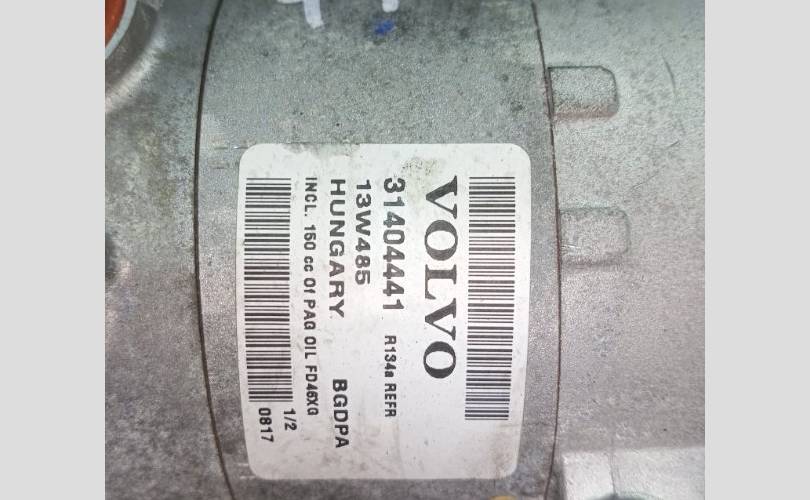 VOLVO
31404441 R134a REFR
13W485
HUNGARY BGDPA
INCL. 150 cc Of PAG OIL FD46XG
1/2
0817